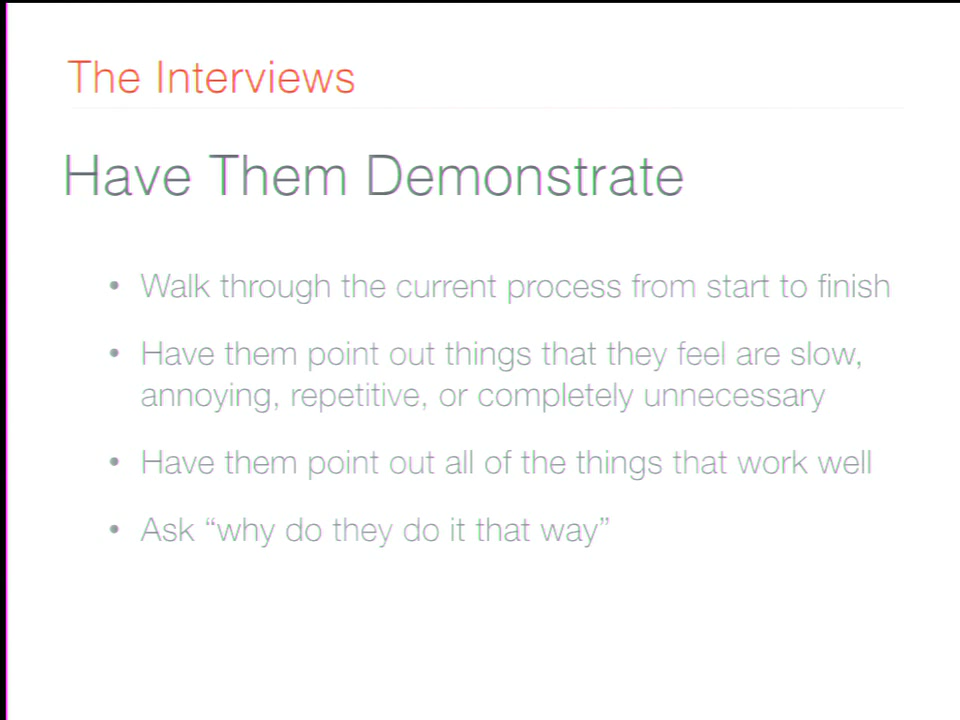 The Interviews
Have Them Demonstrate
• Walk through the current process from start to finish
• Have them point out things that they feel are slow,
annoying, repetitive, or completely unnecessary
• Have them point out all of the things that work well
• Ask “why do they do it that way”